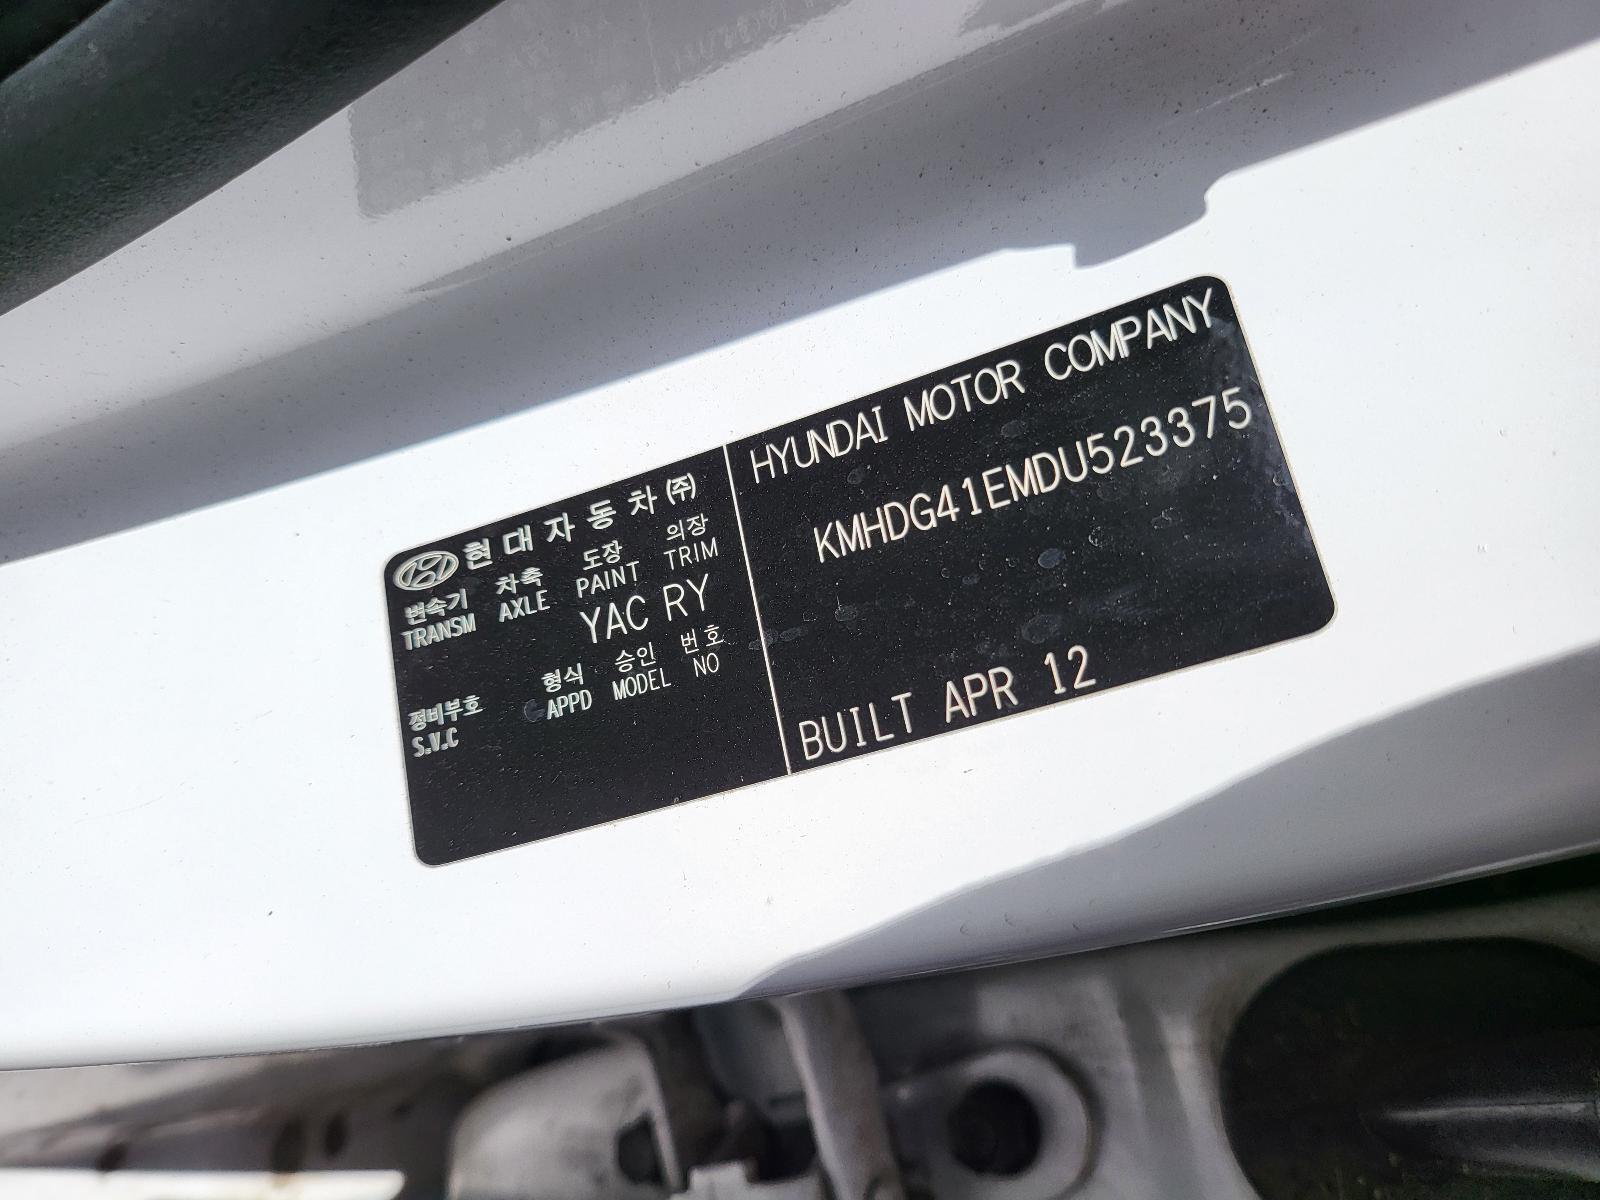 현대자동차(주)
변속기 차축 도장 의장
TRANSM AXLE PAINT TRIM
YAC RY
정비부호 형식 승인 번호
S.V.C APPD MODEL NO
HYUNDAI MOTOR COMPANY
KMHDG41EMDU523375
BUILT APR 12